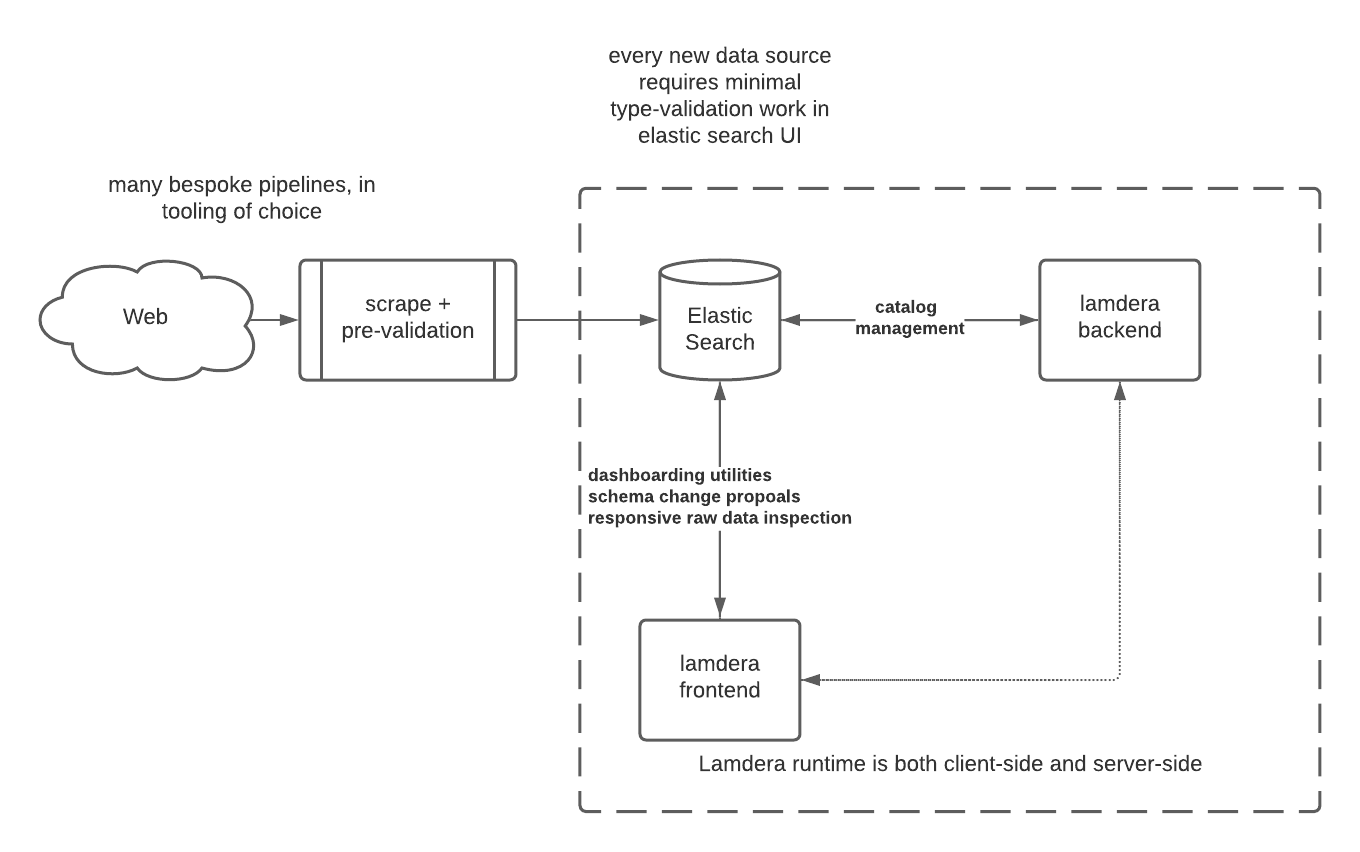 every new data source
requires minimal
type-validation work in
elastic search UI
many bespoke pipelines, in
tooling of choice
Web
scrape +
pre-validation
Elastic
Search
catalog
management
lamdera
backend
dashboarding utilities
schema change propoals
responsive raw data inspection
lamdera
frontend
Lamdera runtime is both client-side and server-side